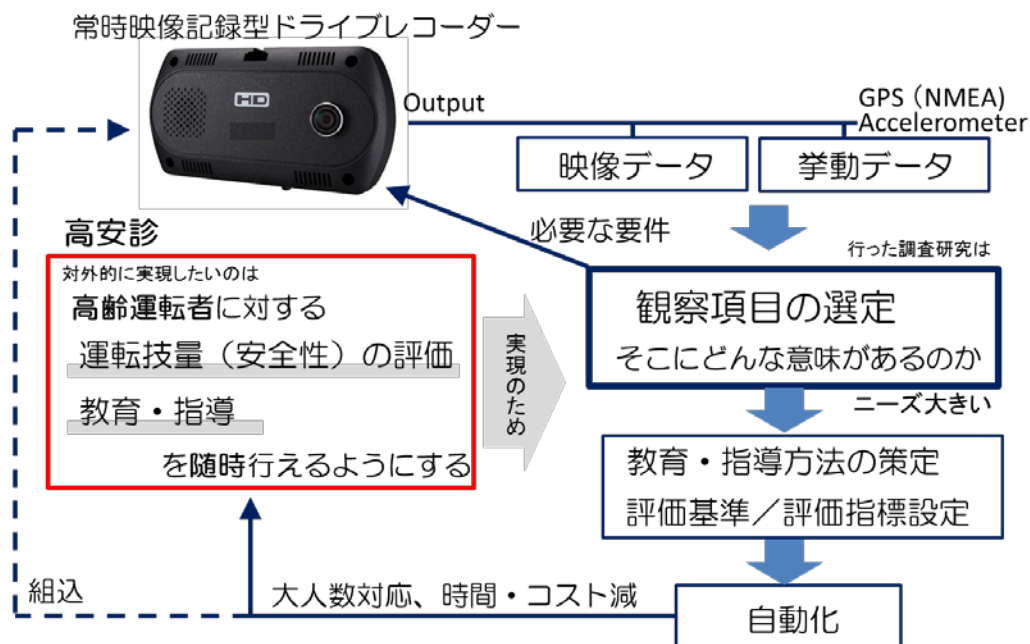 常時映像記録型ドライブレコーダー
HD
Output
GPS（NMEA)
Accelerometer
映像データ
挙動データ
必要な要件
行った調査研究は
高安診
対外的に実現したいのは
高齢運転者に対する
運転技量（安全性）の評価
教育・指導
を随時行えるようにする
実現のため
観察項目の選定
そこにどんな意味があるのか
ニーズ大きい
教育・指導方法の策定
評価基準／評価指標設定
組込
大人数対応、時間・コスト減
自動化